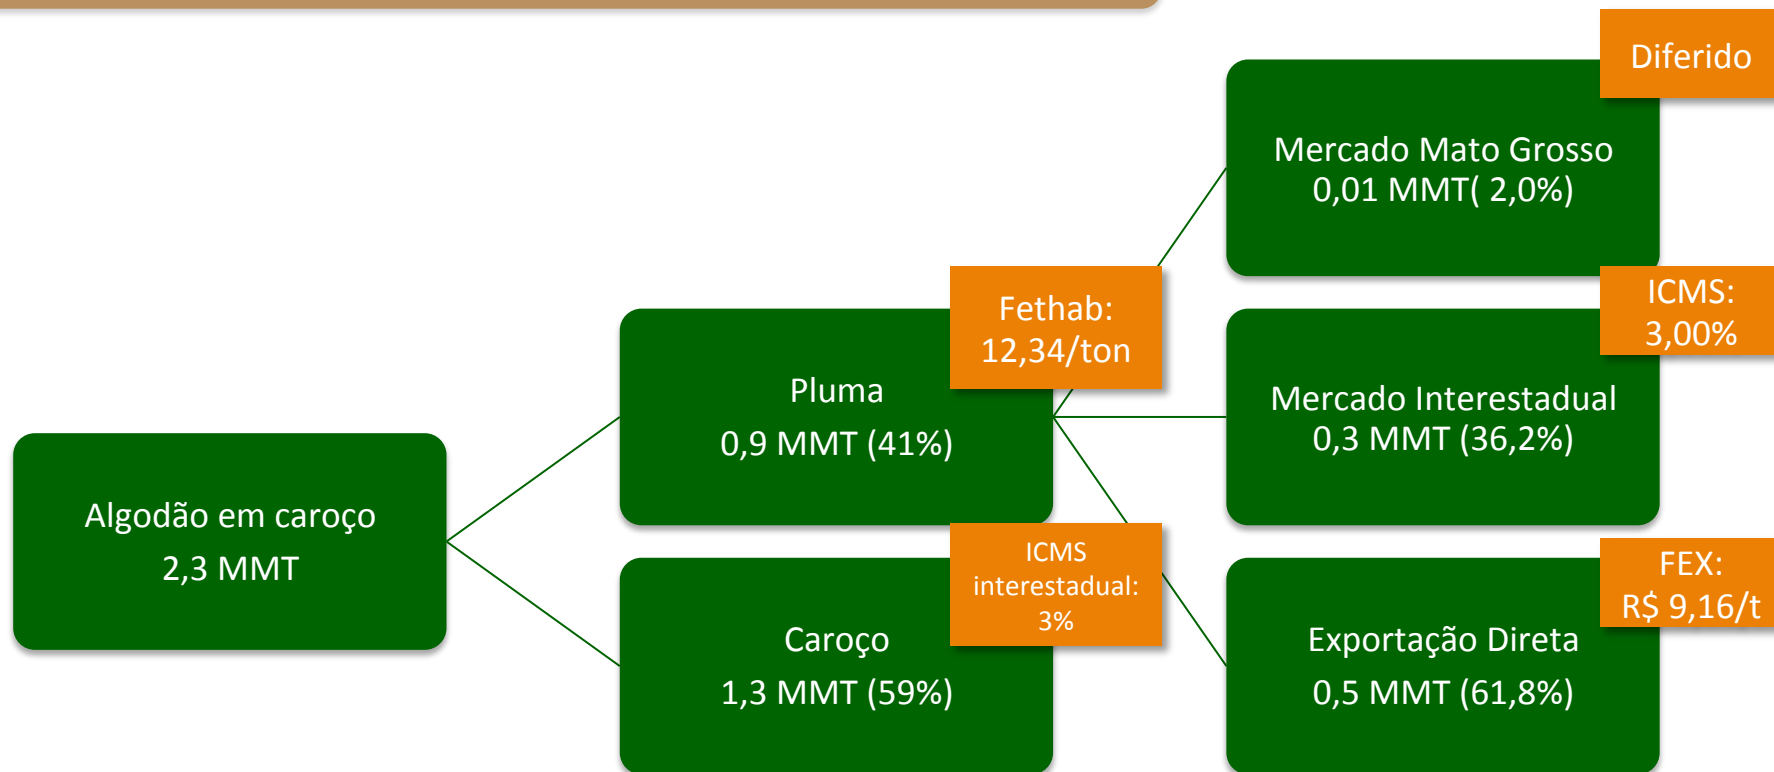 Algodão em caroço
2,3 MMT
Pluma
0,9 MMT (41%)
Fethab:
12,34/ton
Caroço
1,3 MMT (59%)
ICMS
interestadual:
3%
Mercado Mato Grosso
0,01 MMT( 2,0%)
Diferido
Mercado Interestadual
0,3 MMT (36,2%)
ICMS:
3,00%
Exportação Direta
0,5 MMT (61,8%)
FEX:
R$ 9,16/t